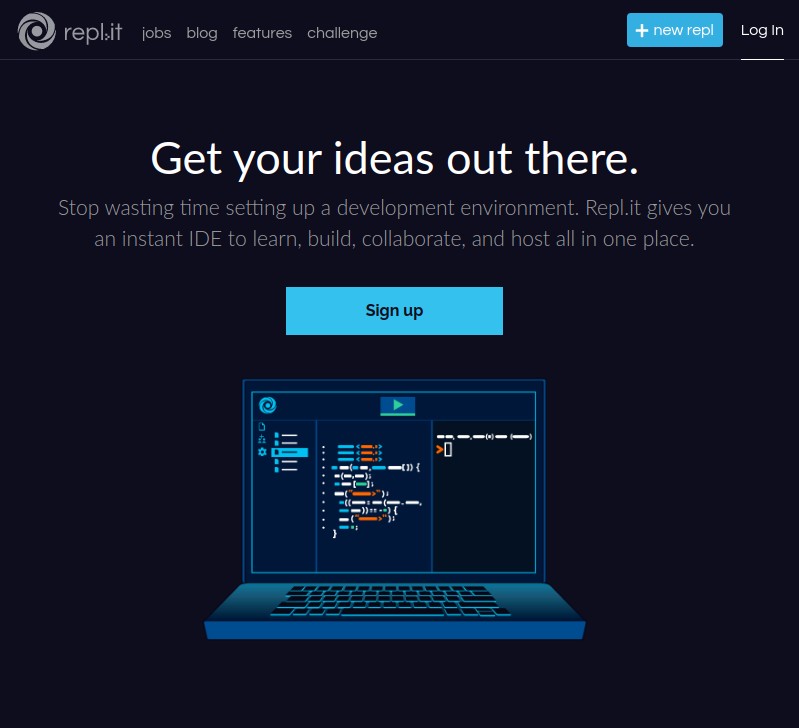 repl.it jobs blog features challenge + new repl Log In
Get your ideas out there.
Stop wasting time setting up a development environment. Repl.it gives you
an instant IDE to learn, build, collaborate, and host all in one place.
Sign up